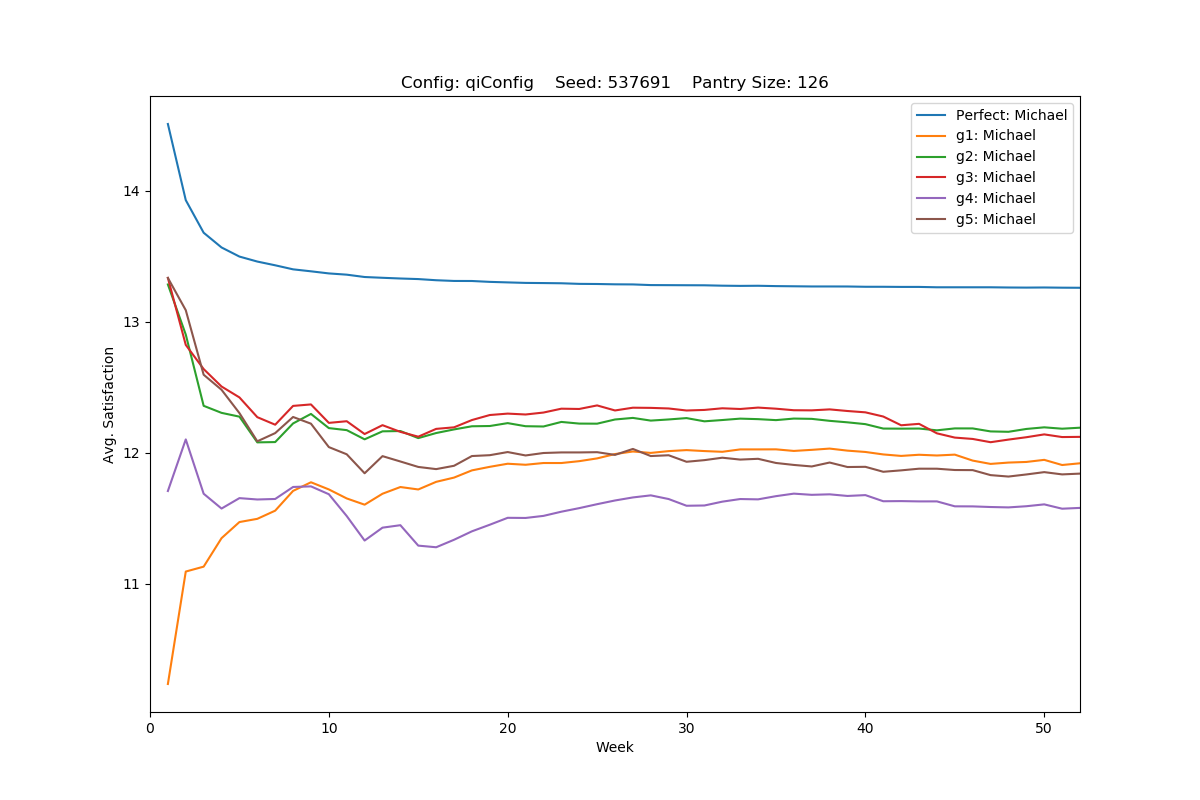 Config: qiConfig    Seed: 537691    Pantry Size: 126
Perfect: Michael
g1: Michael
g2: Michael
g3: Michael
g4: Michael
g5: Michael
Avg. Satisfaction
14
13
12
11
0 10 20 30 40 50
Week